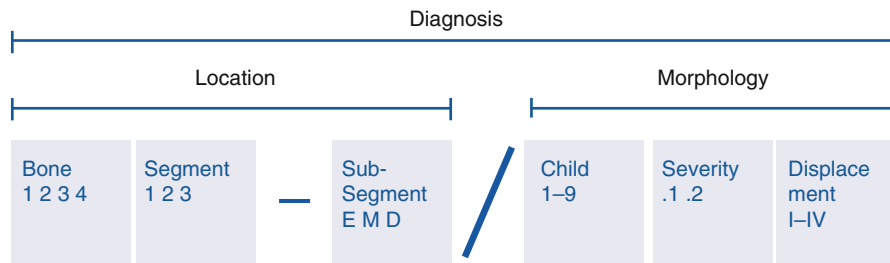 Diagnosis
Location
Morphology
Bone
1 2 3 4
Segment
1 2 3
—
Sub-
Segment
E M D
/
Child
1–9
Severity
.1 .2
Displace
ment
I–IV